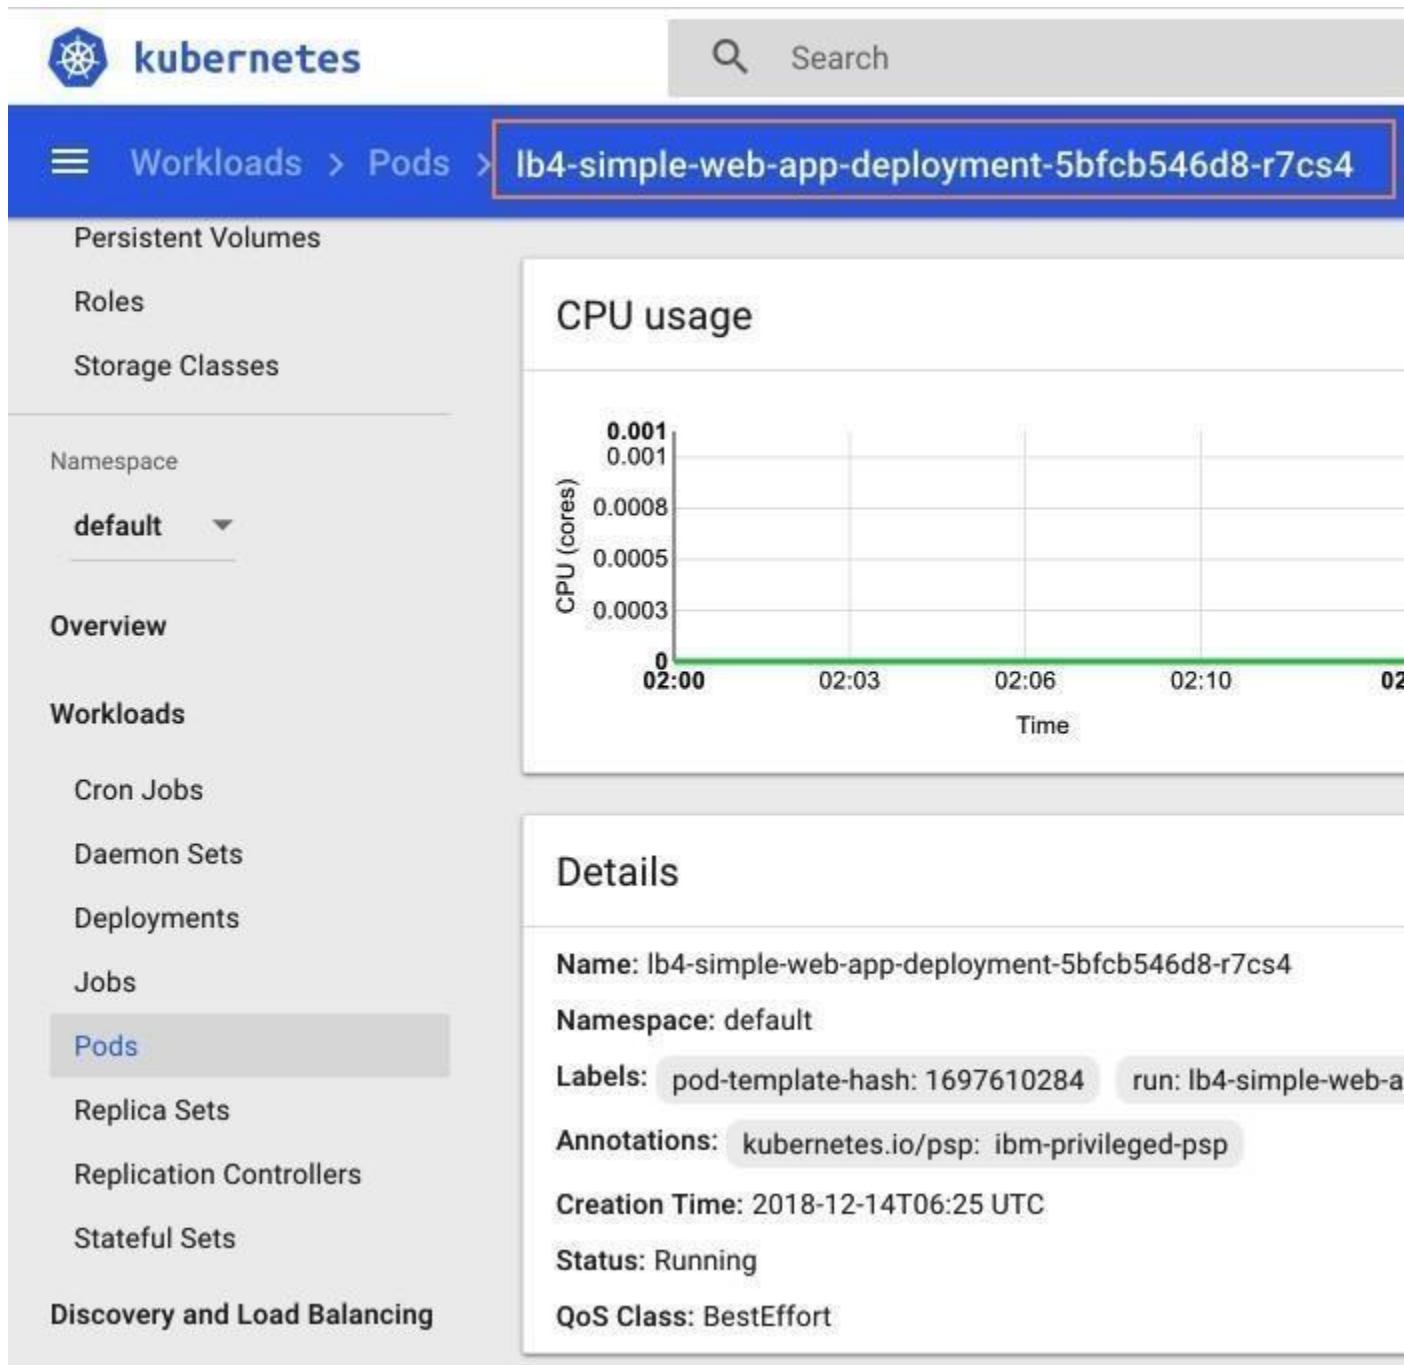 kubernetes
Search
Workloads > Pods > lb4-simple-web-app-deployment-5bfcb546d8-r7cs4
Persistent Volumes
Roles
Storage Classes
Namespace
default
Overview
Workloads
Cron Jobs
Daemon Sets
Deployments
Jobs
Pods
Replica Sets
Replication Controllers
Stateful Sets
Discovery and Load Balancing
CPU usage
CPU (cores)
0.001
0.001
0.0008
0.0005
0.0003
0
02:00 02:03 02:06 02:10 02
Time
Details
Name: lb4-simple-web-app-deployment-5bfcb546d8-r7cs4
Namespace: default
Labels: pod-template-hash: 1697610284 run: lb4-simple-web-a
Annotations: kubernetes.io/psp: ibm-privileged-psp
Creation Time: 2018-12-14T06:25 UTC
Status: Running
QoS Class: BestEffort